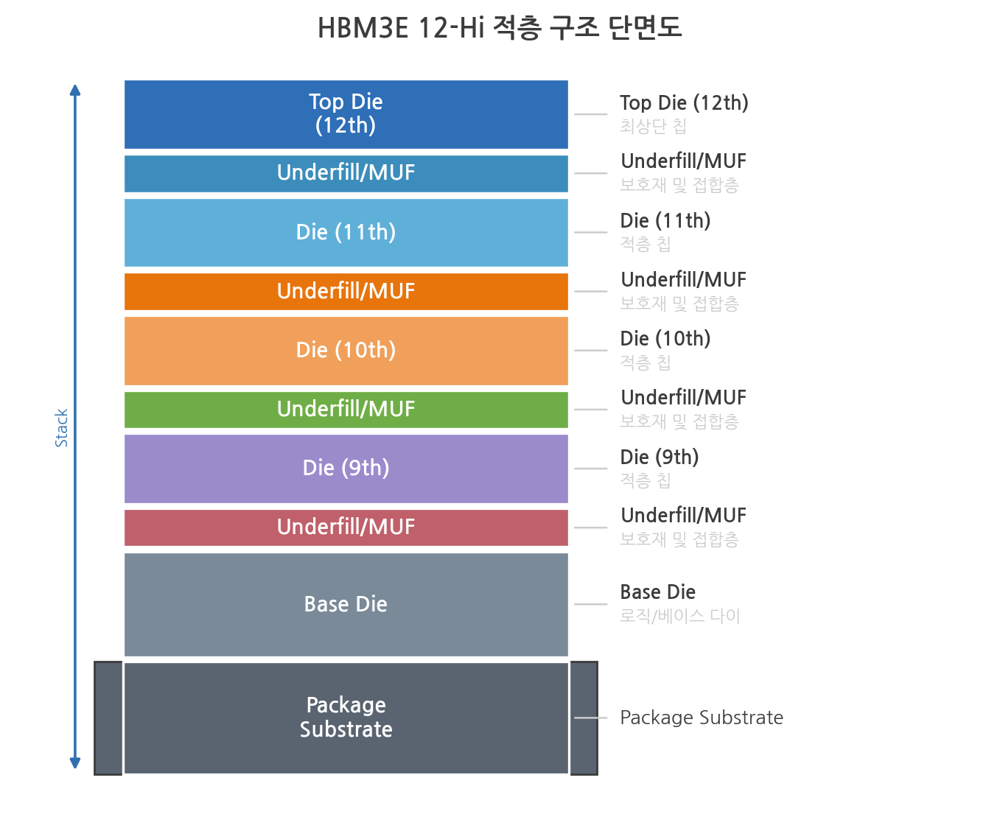 HBM3E 12-Hi 적층 구조 단면도
Top Die
(12th)
Top Die (12th)
최상단 칩
Underfill/MUF
Underfill/MUF
보호재 및 접합층
Die (11th)
Die (11th)
적층 칩
Underfill/MUF
Underfill/MUF
보호재 및 접합층
Die (10th)
Die (10th)
적층 칩
Underfill/MUF
Underfill/MUF
보호재 및 접합층
Stack
Die (9th)
Die (9th)
적층 칩
Underfill/MUF
Underfill/MUF
보호재 및 접합층
Base Die
Base Die
로직/베이스 다이
Package
Substrate
Package Substrate